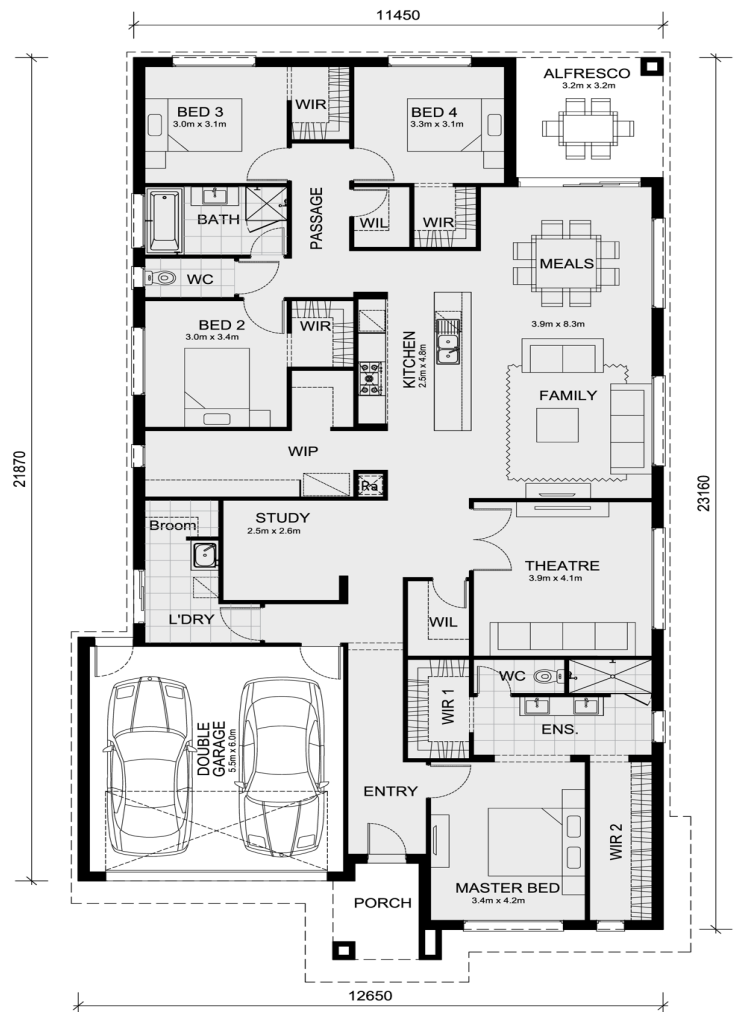 11450
ALFRESCO
3.2m x 3.2m
BED 3
3.0m x 3.1m
WIR
BED 4
3.3m x 3.1m
BATH
PASSAGE
WIL
WIR
WC
MEALS
BED 2
3.0m x 3.4m
WIR
KITCHEN
2.5m x 4.8m
3.9m x 8.3m
FAMILY
WIP
21870
23160
Ra
Broom
STUDY
2.5m x 2.6m
THEATRE
3.9m x 4.1m
L'DRY
WIL
WC
WIR 1
ENS.
DOUBLE
GARAGE
5.5m x 6.0m
ENTRY
WIR 2
MASTER BED
3.4m x 4.2m
PORCH
12650